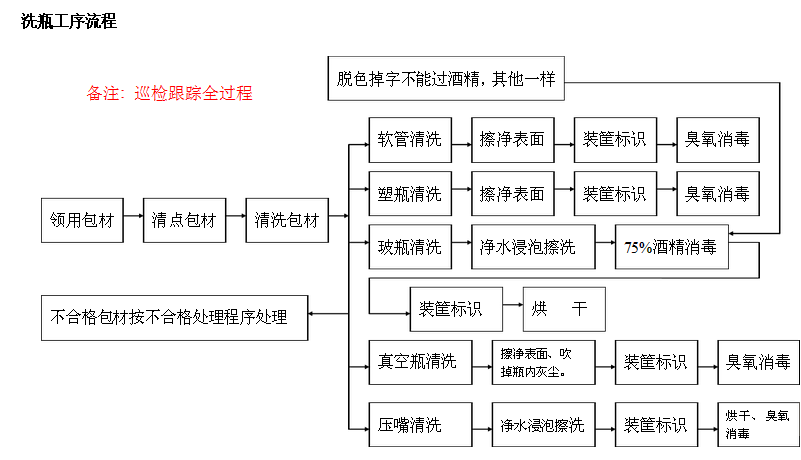 洗瓶工序流程
脱色掉字不能过酒精，其他一样
备注：巡检跟踪全过程
软管清洗 擦净表面 装筐标识 臭氧消毒
塑瓶清洗 擦净表面 装筐标识 臭氧消毒
领用包材 清点包材 清洗包材
玻瓶清洗 净水浸泡擦洗 75%酒精消毒
不合格包材按不合格处理程序处理
装筐标识 烘 干
真空瓶清洗 擦净表面、吹
掉瓶内灰尘。
装筐标识 臭氧消毒
压嘴清洗 净水浸泡擦洗 装筐标识 烘干、臭氧
消毒